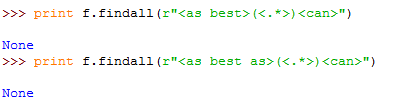 >>> print f.findall(r"<as best>(<.*>)<can>")
None
>>> print f.findall(r"<as best as>(<.*>)<can>")
None